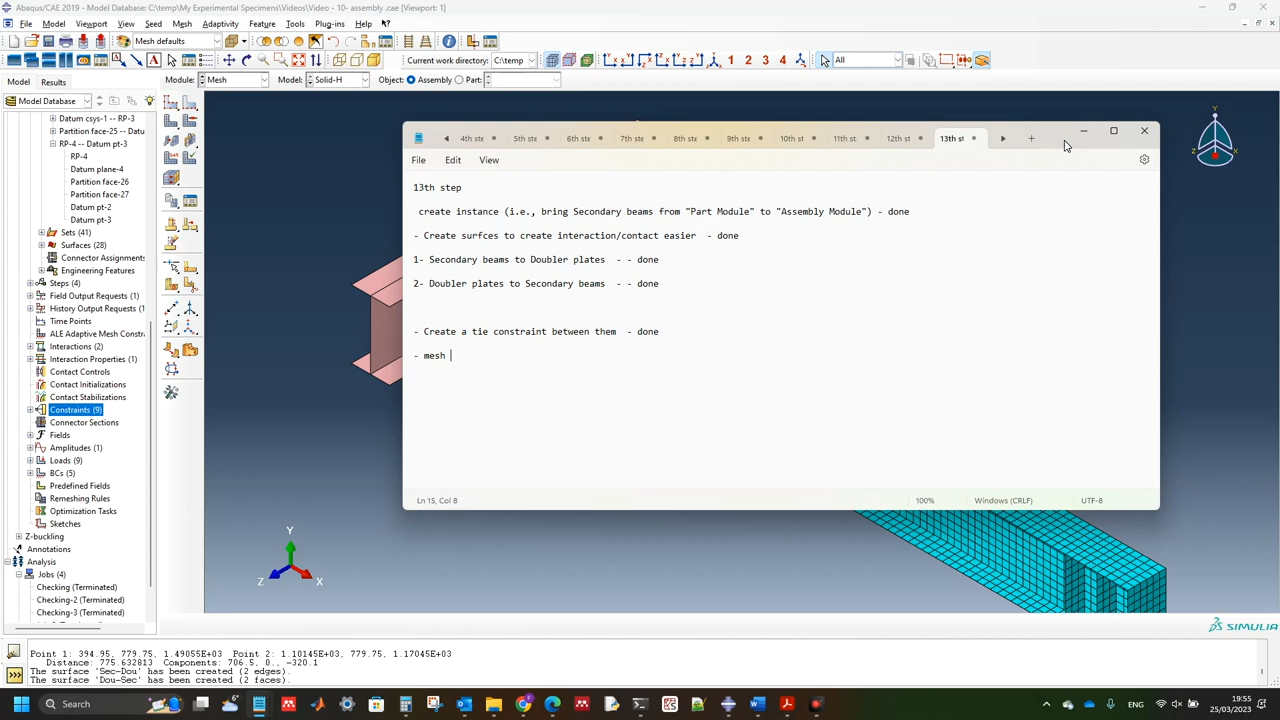 Abaqus/CAE 2019 - Model Database: C:\temp\My Experimental Specimens\Videos\Video - 10- assembly .cae [Viewport: 1]
File Model Viewport View Seed Mesh Adaptivity Feature Tools Plug-ins Help
Mesh defaults
Current work directory: C:\temp
1 2 3 4
All
Model Results
Module: Mesh Model: Solid-H Object: Assembly Part:
Model Database
Datum csys-1 -- RP-3
Partition face-25 -- Datu
RP-4 -- Datum pt-3
RP-4
Datum plane-4
Partition face-26
Partition face-27
Datum pt-2
Datum pt-3
Sets (41)
Surfaces (28)
Connector Assignments
Engineering Features
Steps (4)
Field Output Requests (1)
History Output Requests (1
Time Points
ALE Adaptive Mesh Constr
Interactions (2)
Interaction Properties (1)
Contact Controls
Contact Initializations
Contact Stabilizations
Constraints (9)
Connector Sections
Fields
Amplitudes (1)
Loads (9)
BCs (5)
Predefined Fields
Remeshing Rules
Optimization Tasks
Sketches
Z-buckling
Annotations
Analysis
Jobs (4)
Checking (Terminated)
Checking-2 (Terminated)
Checking-3 (Terminated)
4th ste 5th ste 6th ste 7th ste 8th ste 9th ste 10th st 11th st 12th st 13th st
File Edit View
13th step
create instance (i.e., bring Secondary beams from "Part Module" to "Assembly Module") - done
- Create surfces to create interaction/contact easier - done
1- Secondary beams to Doubler plates - - done
2- Doubler plates to Secondary beams - - done
- Create a tie constraint between them - done
- mesh
Ln 15, Col 8 100% Windows (CRLF) UTF-8
Y
Z X
Y
Z
SIMULIA
Point 1: 394.95, 779.75, 1.49055E+03 Point 2: 1.10145E+03, 779.75, 1.17045E+03
Distance: 775.632813 Components: 706.5, 0., -320.1
The surface 'Sec-Dou' has been created (2 edges).
The surface 'Dou-Sec' has been created (2 faces).
Search
6°
19:55
25/03/2023